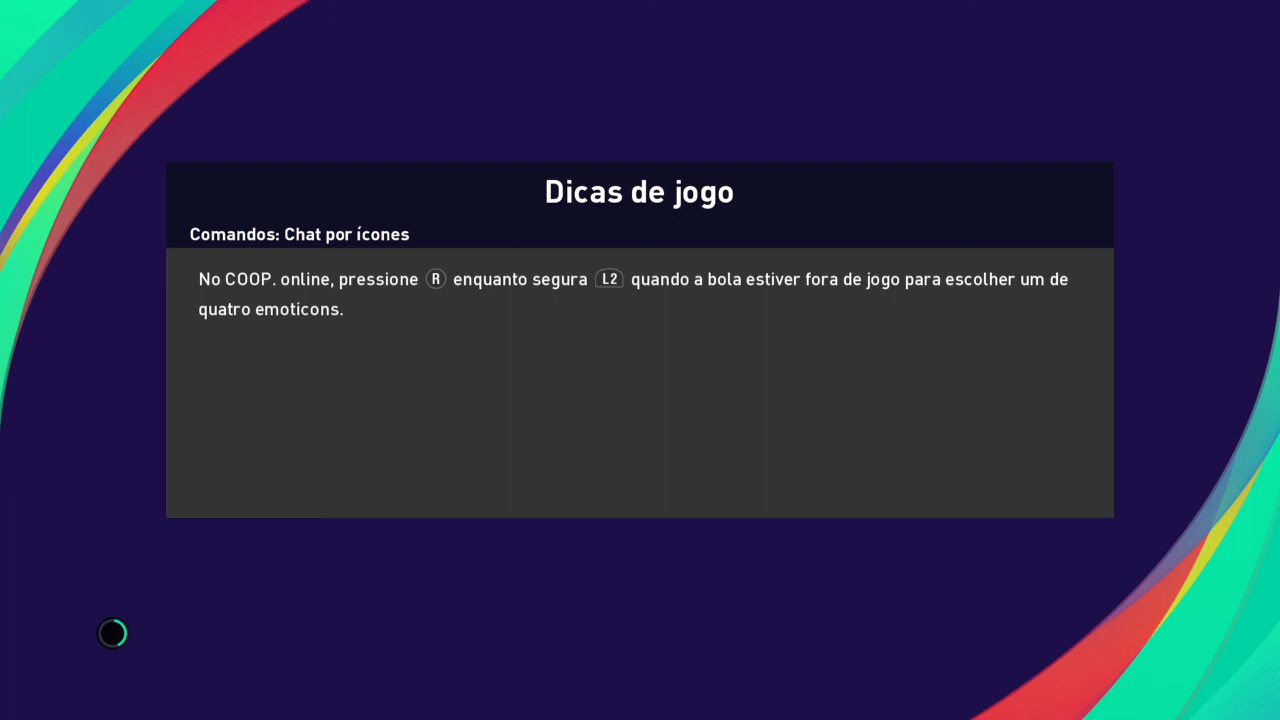 Dicas de jogo
Comandos: Chat por ícones
No COOP. online, pressione R enquanto segura L2 quando a bola estiver fora de jogo para escolher um de
quatro emoticons.